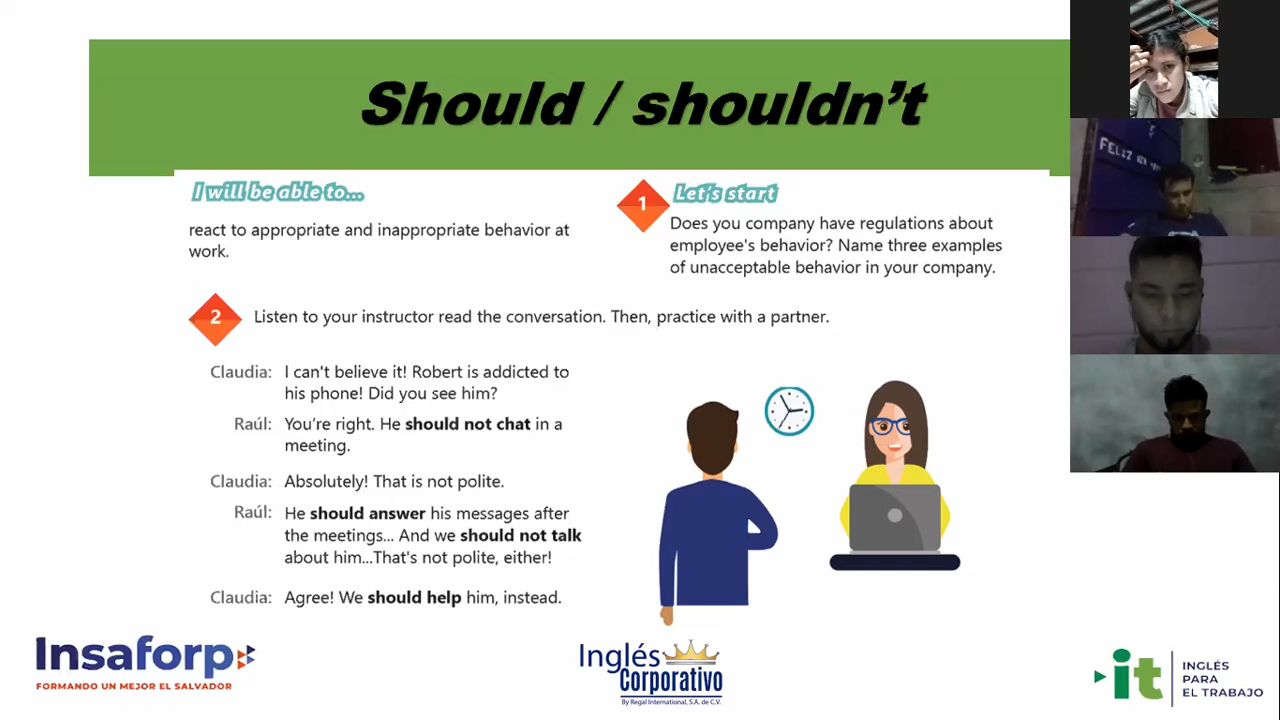 Should / shouldn't
I will be able to...
react to appropriate and inappropriate behavior at
work.
1
Let's start
Does you company have regulations about
employee's behavior? Name three examples
of unacceptable behavior in your company.
2
Listen to your instructor read the conversation. Then, practice with a partner.
Claudia: I can't believe it! Robert is addicted to
his phone! Did you see him?
Raúl: You're right. He should not chat in a
meeting.
Claudia: Absolutely! That is not polite.
Raúl: He should answer his messages after
the meetings... And we should not talk
about him...That's not polite, either!
Claudia: Agree! We should help him, instead.
Insaforp
FORMANDO UN MEJOR EL SALVADOR
Inglés
Corporativo
By Regal International, S.A. de C.V.
it
INGLÉS
PARA
EL TRABAJO
FELIZ